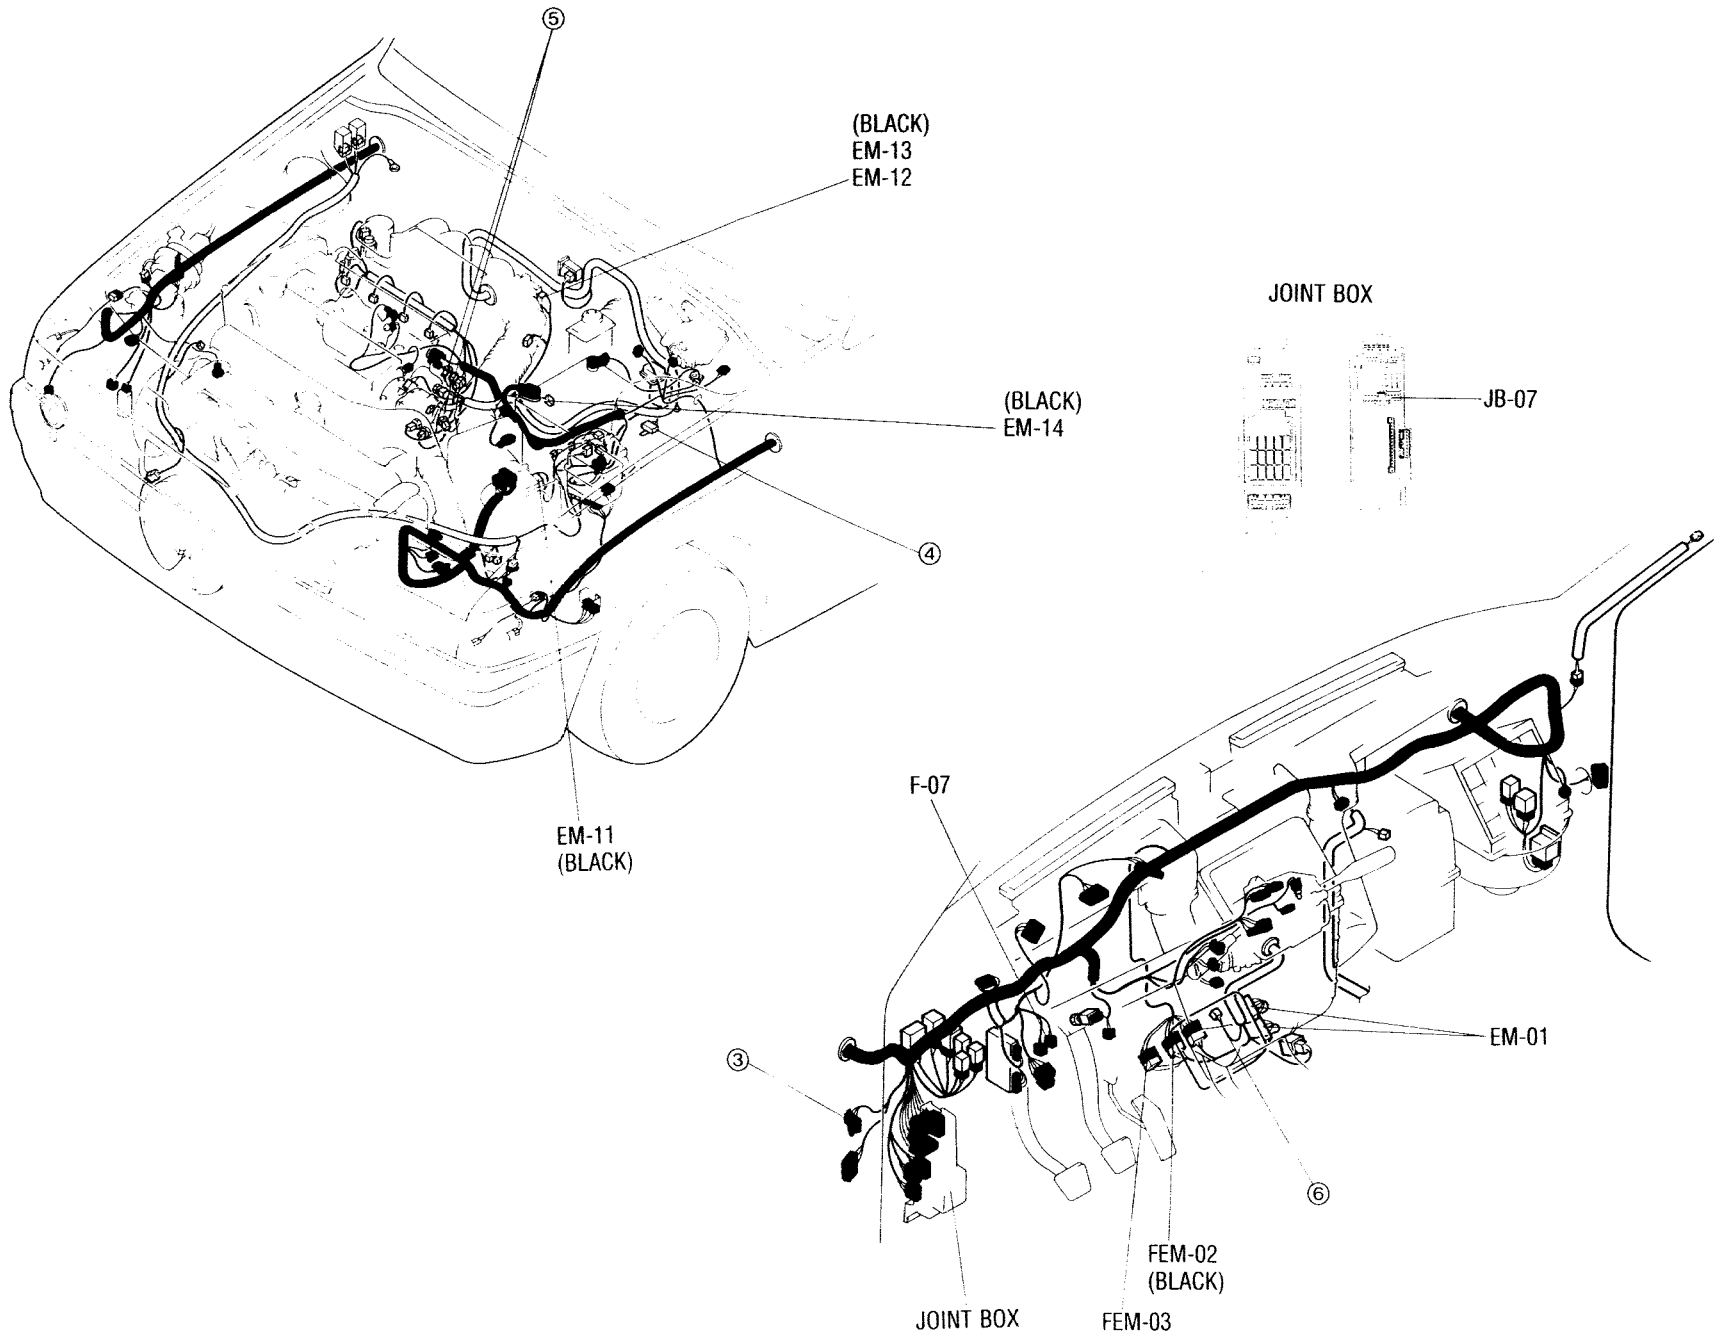 ⑤
(BLACK)
EM-13
EM-12
JOINT BOX
JB-07
(BLACK)
EM-14
④
F-07
EM-11
(BLACK)
EM-01
③
⑥
FEM-02
(BLACK)
JOINT BOX
FEM-03